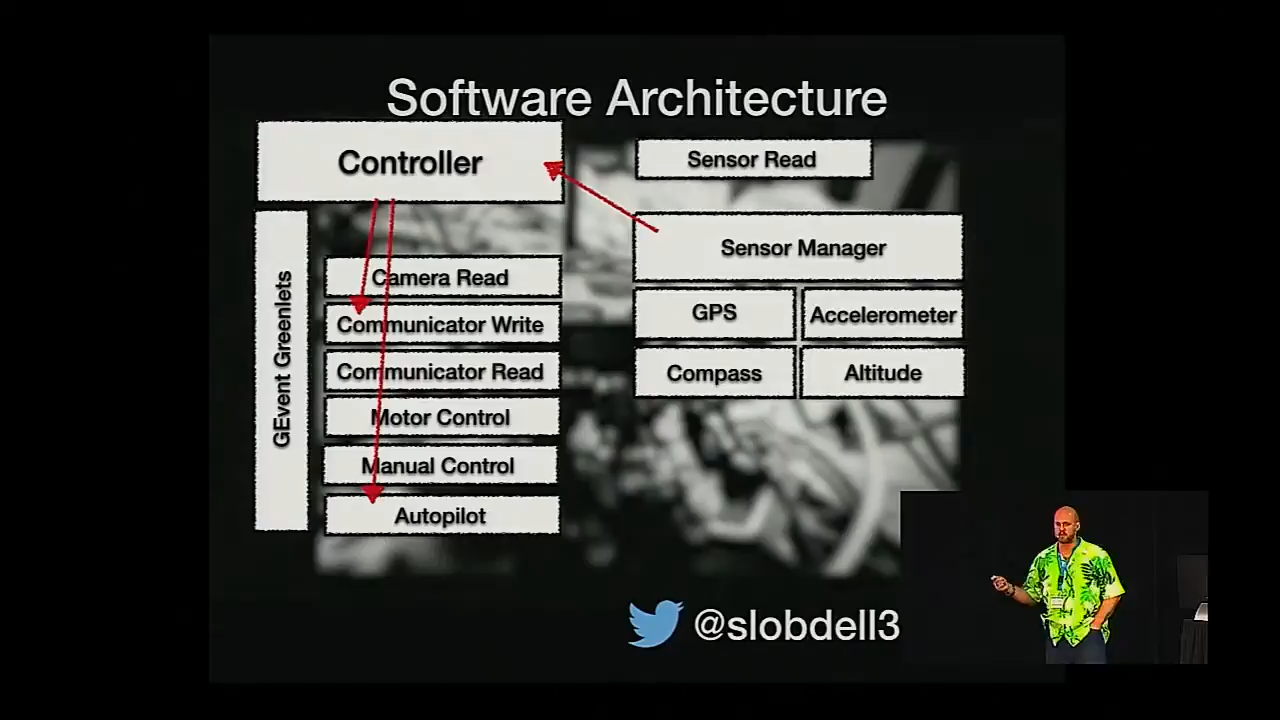 Software Architecture
Controller
GEvent Greenlets
Camera Read
Communicator Write
Communicator Read
Motor Control
Manual Control
Autopilot
Sensor Read
Sensor Manager
GPS
Accelerometer
Compass
Altitude
@slobdell3